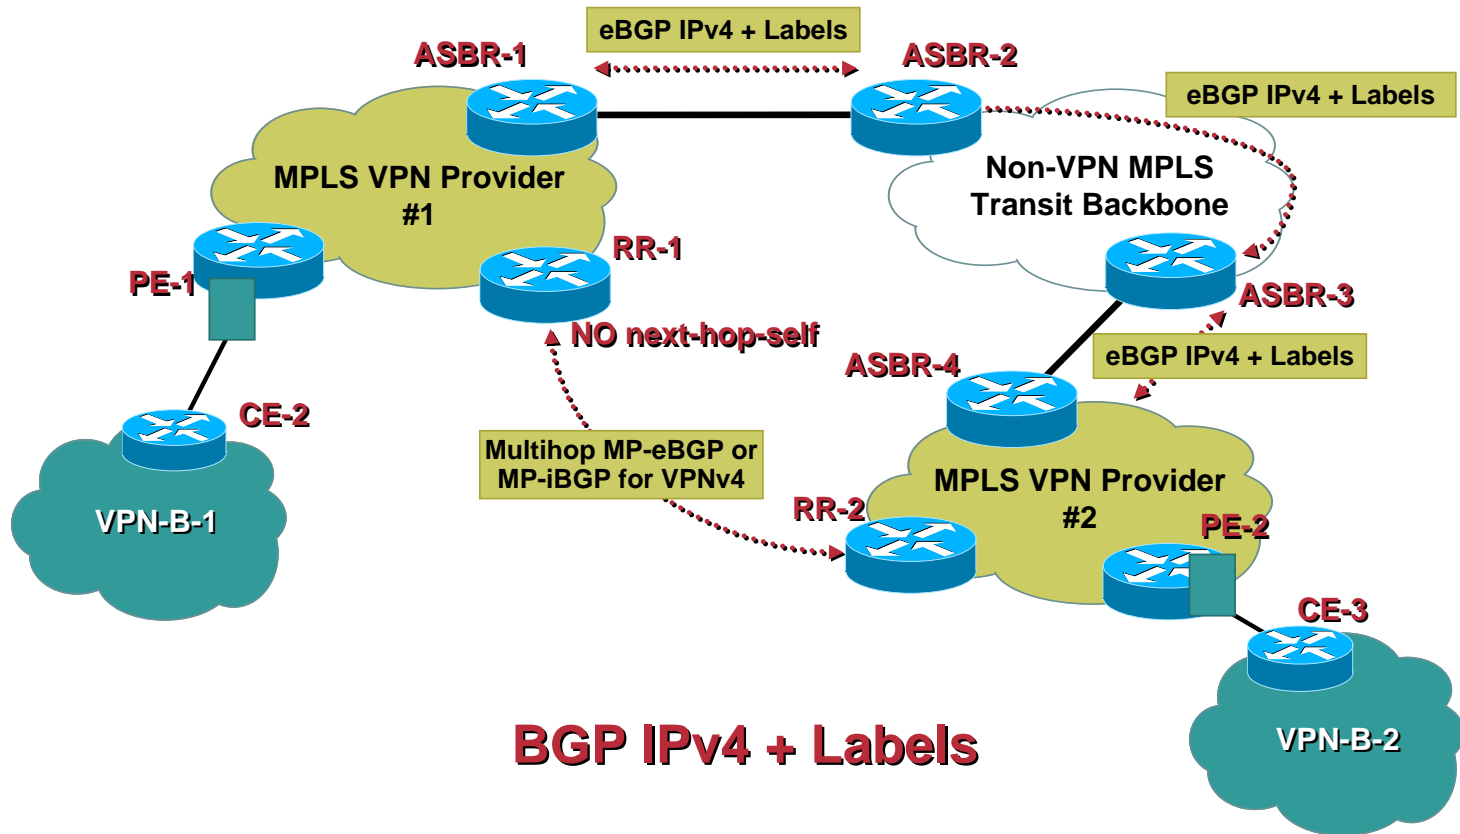 eBGP IPv4 + Labels
ASBR-1
ASBR-2
eBGP IPv4 + Labels
MPLS VPN Provider
#1
Non-VPN MPLS
Transit Backbone
RR-1
PE-1
ASBR-3
NO next-hop-self
eBGP IPv4 + Labels
ASBR-4
CE-2
Multihop MP-eBGP or
MP-iBGP for VPNv4
MPLS VPN Provider
#2
RR-2
PE-2
VPN-B-1
CE-3
BGP IPv4 + Labels
VPN-B-2